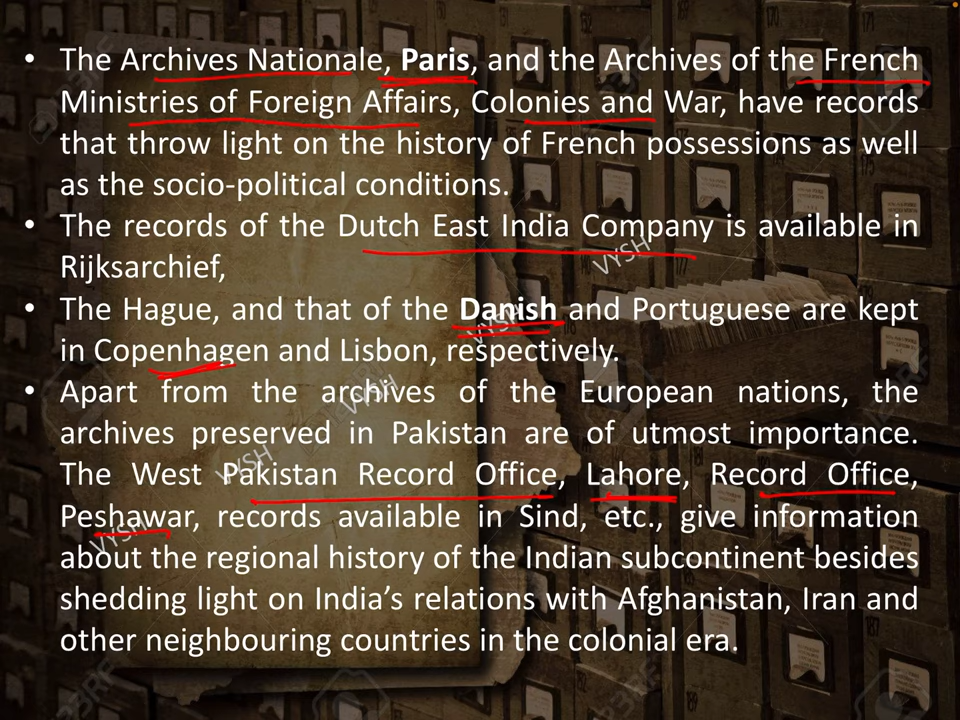 • The Archives Nationale, Paris, and the Archives of the French
Ministries of Foreign Affairs, Colonies and War, have records
that throw light on the history of French possessions as well
as the socio-political conditions.
• The records of the Dutch East India Company is available in
Rijksarchief,
• The Hague, and that of the Danish and Portuguese are kept
in Copenhagen and Lisbon, respectively.
• Apart from the archives of the European nations, the
archives preserved in Pakistan are of utmost importance.
The West Pakistan Record Office, Lahore, Record Office,
Peshawar, records available in Sind, etc., give information
about the regional history of the Indian subcontinent besides
shedding light on India’s relations with Afghanistan, Iran and
other neighbouring countries in the colonial era.
VYSH
VYSH
VYSH
VYSH
VYSH